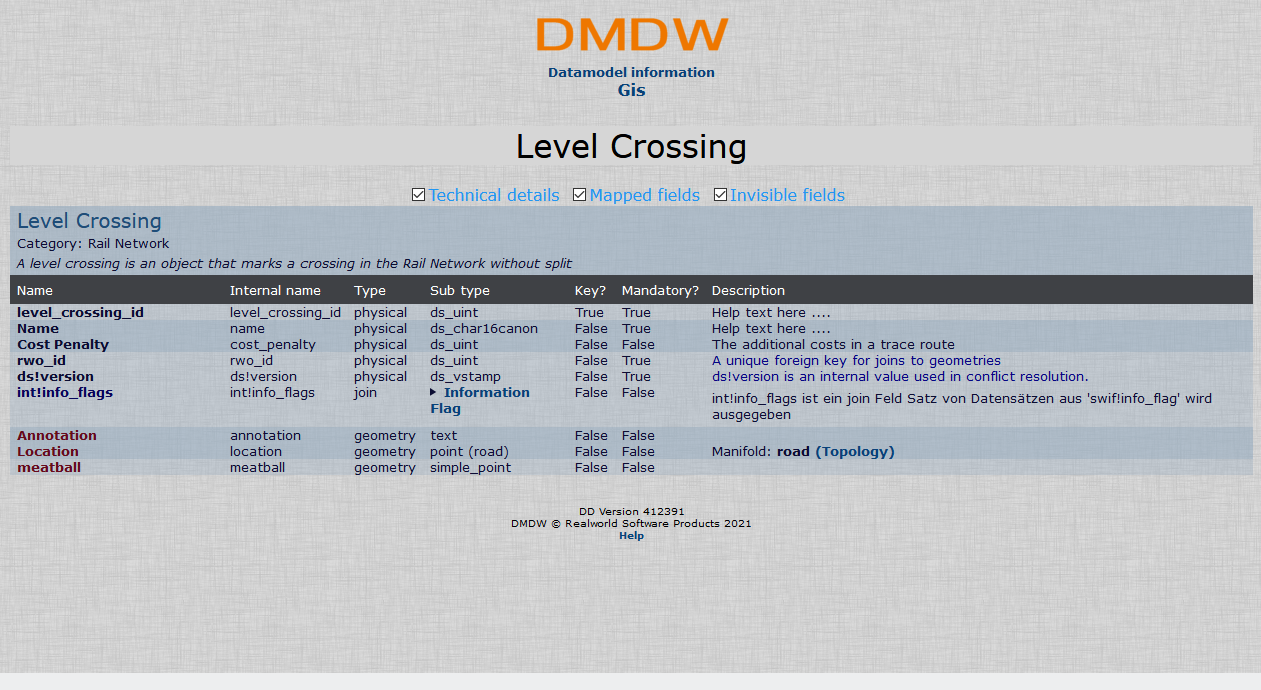 DMDW
Datamodel information
Gis
Level Crossing
Technical details Mapped fields Invisible fields
Level Crossing
Category: Rail Network
A level crossing is an object that marks a crossing in the Rail Network without split
Name Internal name Type Sub type Key? Mandatory? Description
level_crossing_id level_crossing_id physical ds_uint True True Help text here ....
Name name physical ds_char16canon False True Help text here ....
Cost Penalty cost_penalty physical ds_uint False False The additional costs in a trace route
rwo_id rwo_id physical ds_uint False True A unique foreign key for joins to geometries
ds!version ds!version physical ds_vstamp False True ds!version is an internal value used in conflict resolution.
int!info_flags int!info_flags join Information False False int!info_flags ist ein join Feld Satz von Datensätzen aus 'swif!info_flag' wird
Flag ausgegeben
Annotation annotation geometry text False False
Location location geometry point (road) False False Manifold: road (Topology)
meatball meatball geometry simple_point False False
DD Version 412391
DMDW © Realworld Software Products 2021
Help